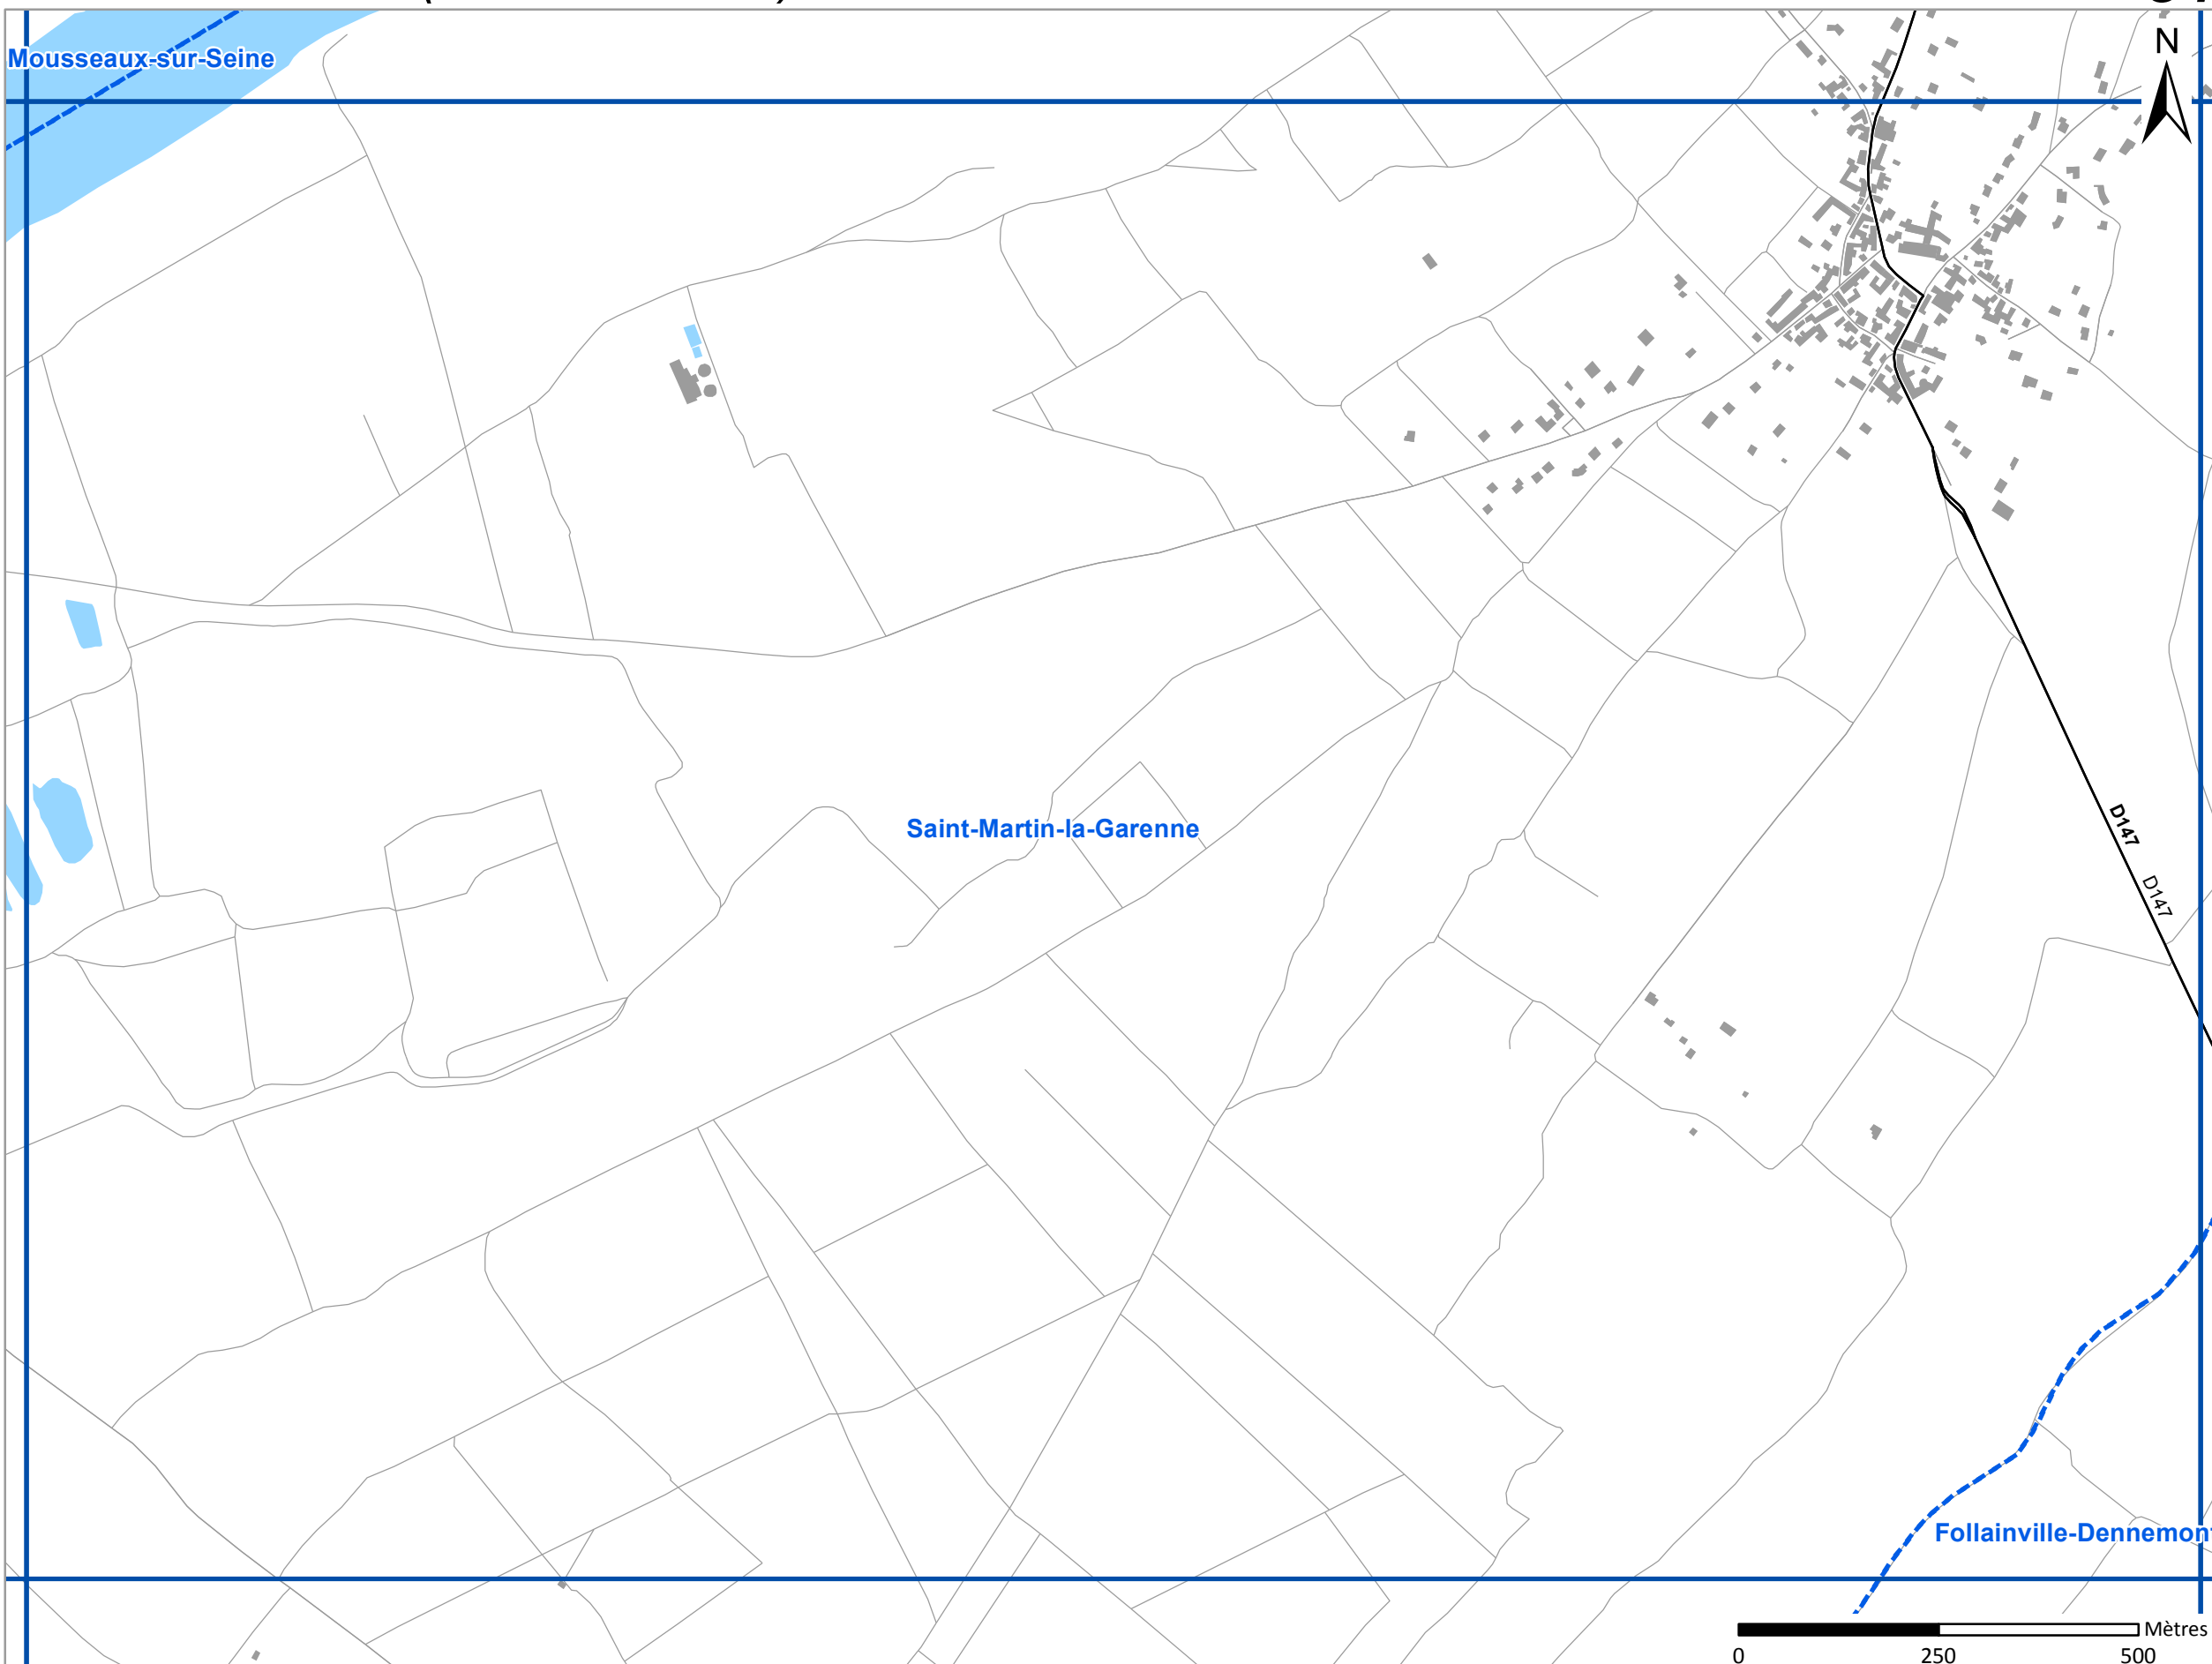 Mousseaux-sur-Seine
N
Saint-Martin-la-Garenne
D147
D147
Follainville-Dennemont
Mètres
0 250 500